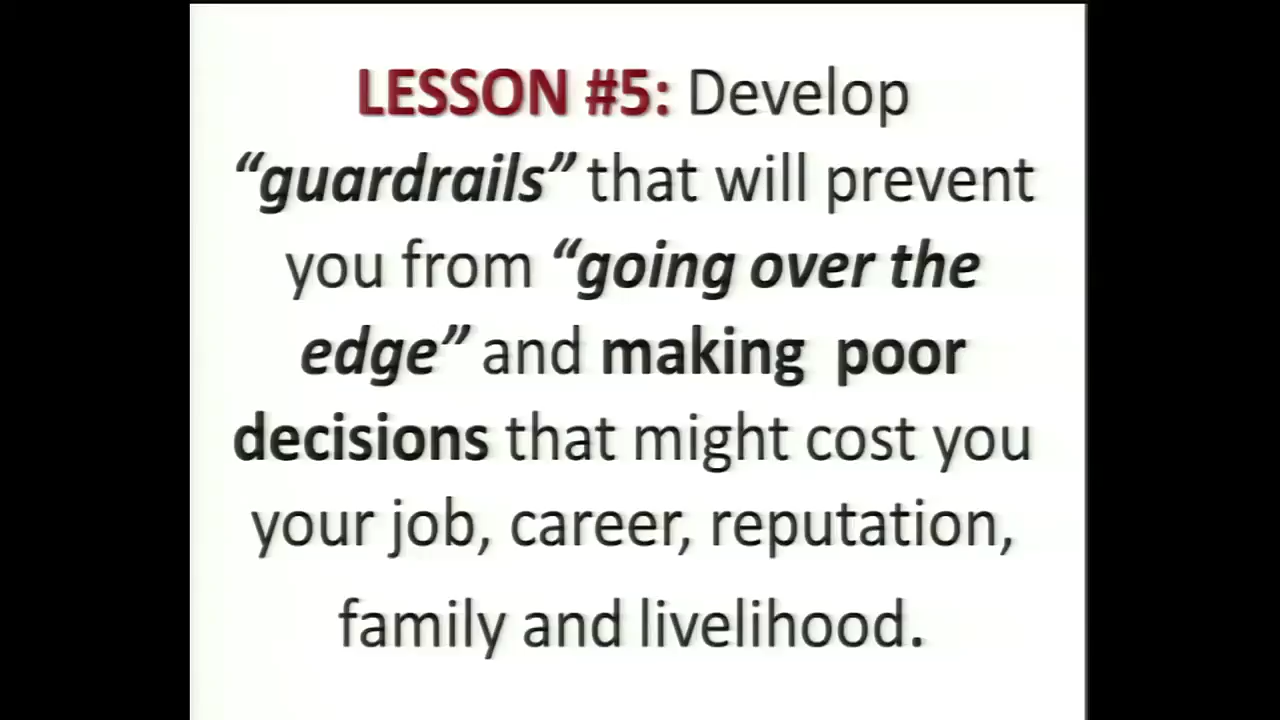 LESSON #5: Develop
“guardrails” that will prevent
you from “going over the
edge” and making  poor
decisions that might cost you
your job, career, reputation,
family and livelihood.